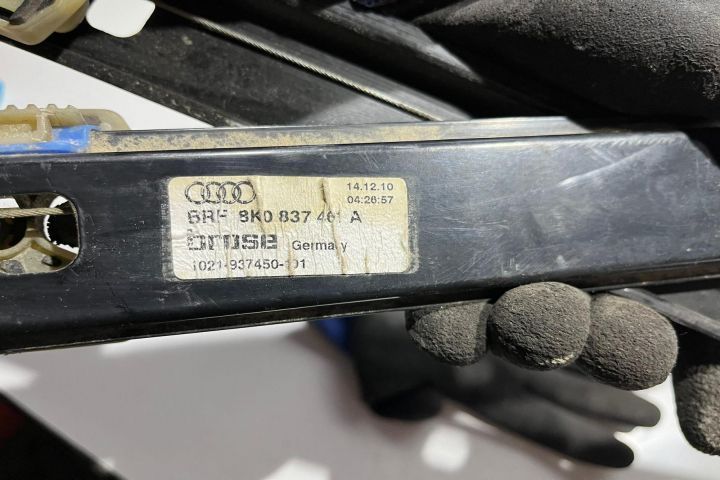 14.12.10
04:26:57
8RF 8K0 837 461 A
brose Germany
1021-937450-101